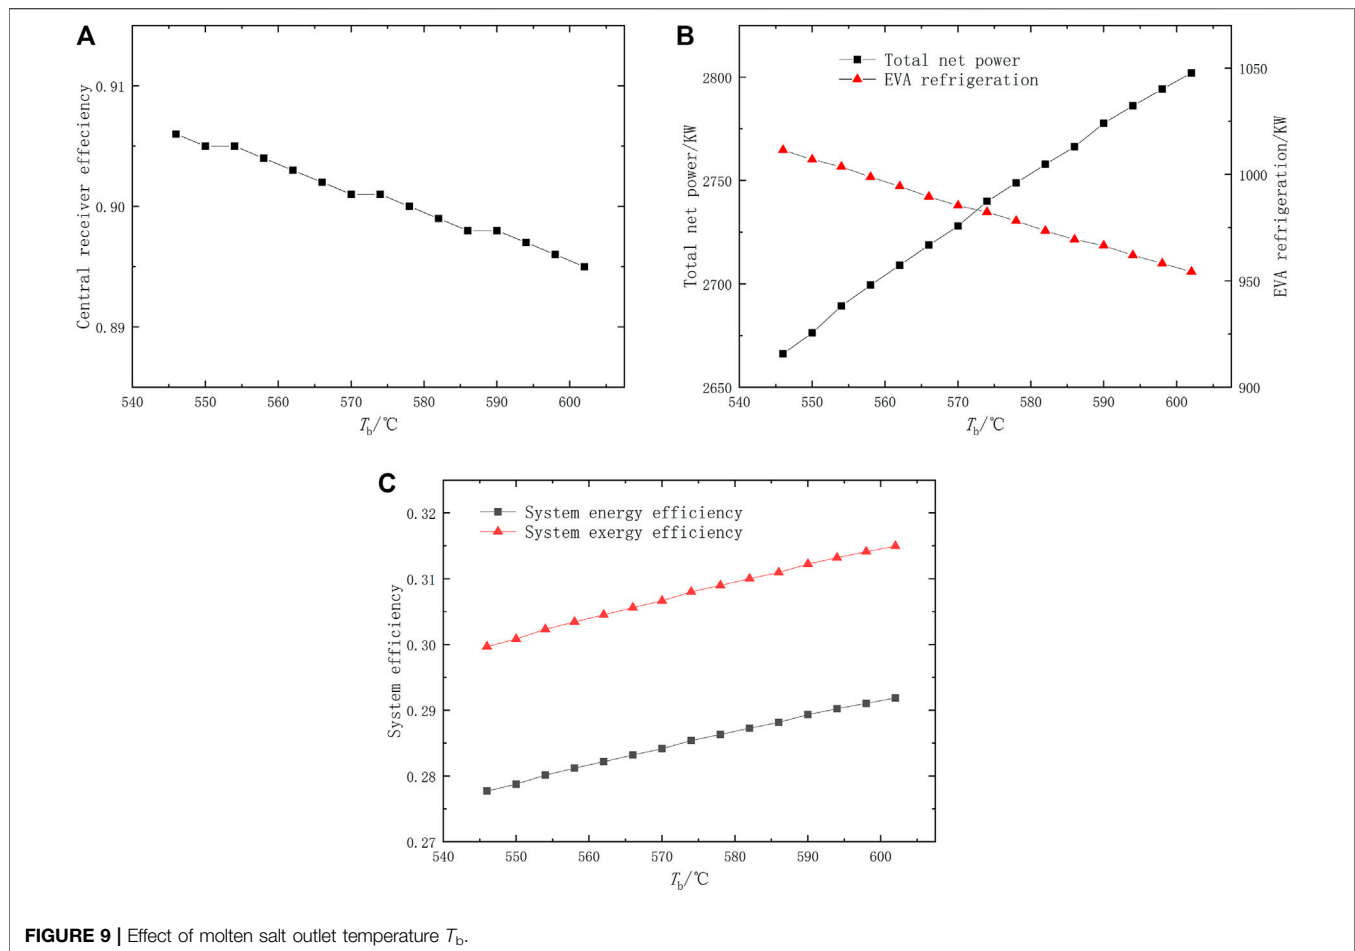 A
0.91
0.90
0.89
Central receiver effeciency
540 550 560 570 580 590 600
Tb/℃
B
Total net power
EVA refrigeration
2800
2750
2700
2650
Total net power/KW
1050
1000
950
900
EVA refrigeration/KW
540 550 560 570 580 590 600
Tb/℃
C
System energy efficiency
System exergy efficiency
0.32
0.31
0.30
0.29
0.28
0.27
System efficiency
540 550 560 570 580 590 600
Tb/℃
FIGURE 9 | Effect of molten salt outlet temperature Tb.